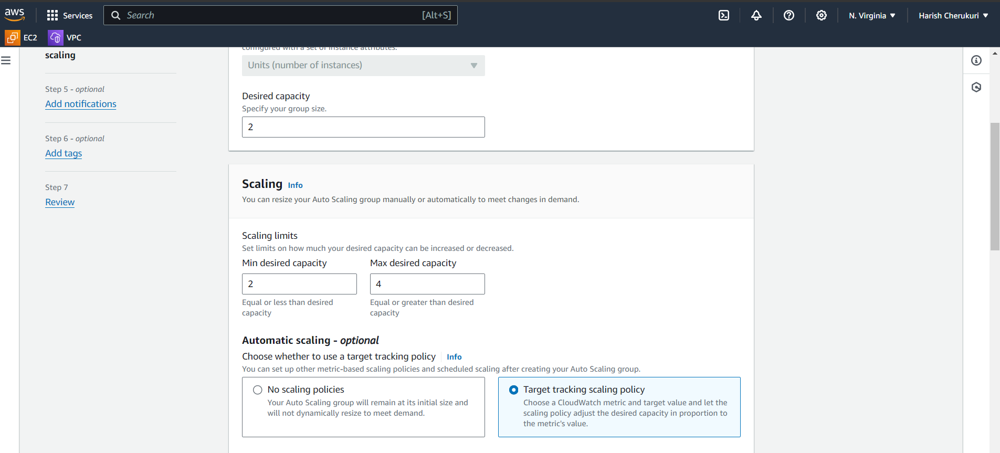 aws
Services
Search
[Alt+S]
N. Virginia
Harish Cherukuri
EC2
VPC
scaling
Step 5 - optional
Add notifications
Step 6 - optional
Add tags
Step 7
Review
configured with a set of instance attributes.
Units (number of instances)
Desired capacity
Specify your group size.
2
Scaling Info
You can resize your Auto Scaling group manually or automatically to meet changes in demand.
Scaling limits
Set limits on how much your desired capacity can be increased or decreased.
Min desired capacity
2
Equal or less than desired
capacity
Max desired capacity
4
Equal or greater than desired
capacity
Automatic scaling - optional
Choose whether to use a target tracking policy Info
You can set up other metric-based scaling policies and scheduled scaling after creating your Auto Scaling group.
No scaling policies
Your Auto Scaling group will remain at its initial size and
will not dynamically resize to meet demand.
Target tracking scaling policy
Choose a CloudWatch metric and target value and let the
scaling policy adjust the desired capacity in proportion to
the metric's value.